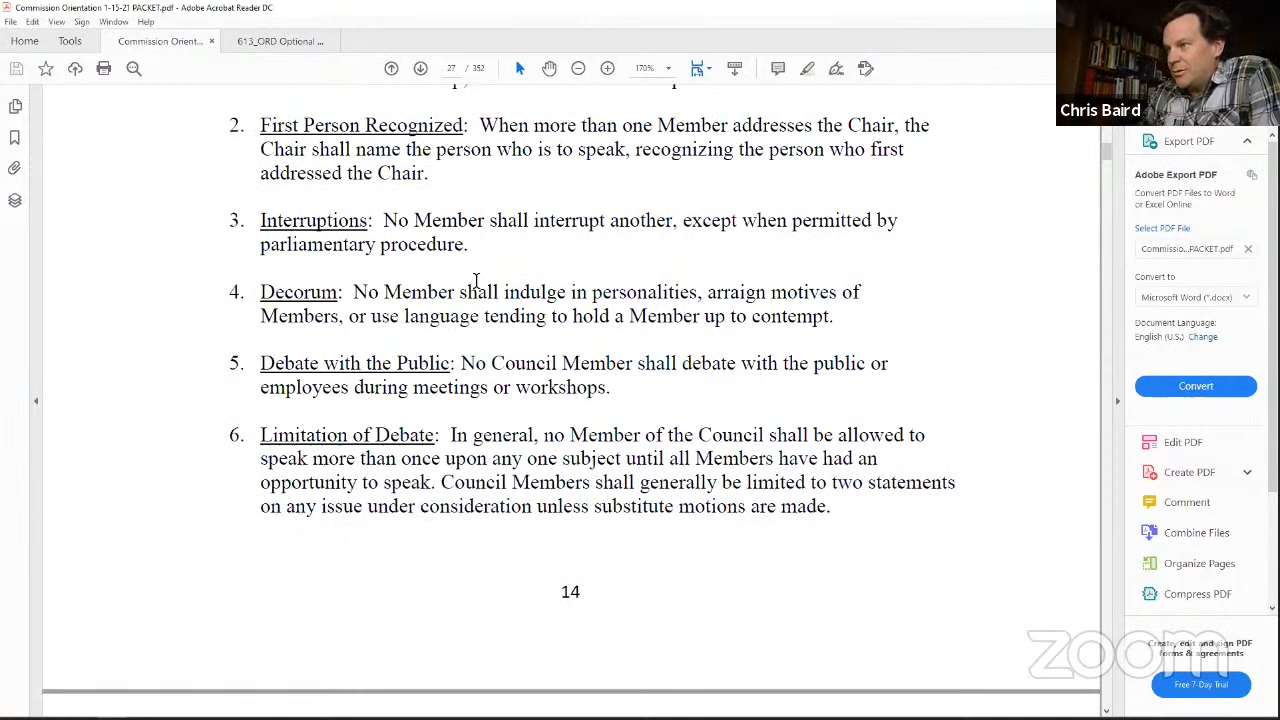 Commission Orientation 1-15-21 PACKET.pdf - Adobe Acrobat Reader DC
File Edit View Sign Window Help
Home Tools Commission Orient... × 613_ORD Optional ...
27 / 352 170%
2. First Person Recognized: When more than one Member addresses the Chair, the
Chair shall name the person who is to speak, recognizing the person who first
addressed the Chair.
3. Interruptions: No Member shall interrupt another, except when permitted by
parliamentary procedure.
4. Decorum: No Member shall indulge in personalities, arraign motives of
Members, or use language tending to hold a Member up to contempt.
5. Debate with the Public: No Council Member shall debate with the public or
employees during meetings or workshops.
6. Limitation of Debate: In general, no Member of the Council shall be allowed to
speak more than once upon any one subject until all Members have had an
opportunity to speak. Council Members shall generally be limited to two statements
on any issue under consideration unless substitute motions are made.
14
Chris Baird
Export PDF
Adobe Export PDF
Convert PDF Files to Word
or Excel Online
Select PDF File
Commissio...PACKET.pdf ×
Convert to
Microsoft Word (*.docx)
Document Language:
English (U.S.) Change
Convert
Edit PDF
Create PDF
Comment
Combine Files
Organize Pages
Compress PDF
Create, edit and sign PDF
forms & agreements
Free 7-Day Trial
zoom